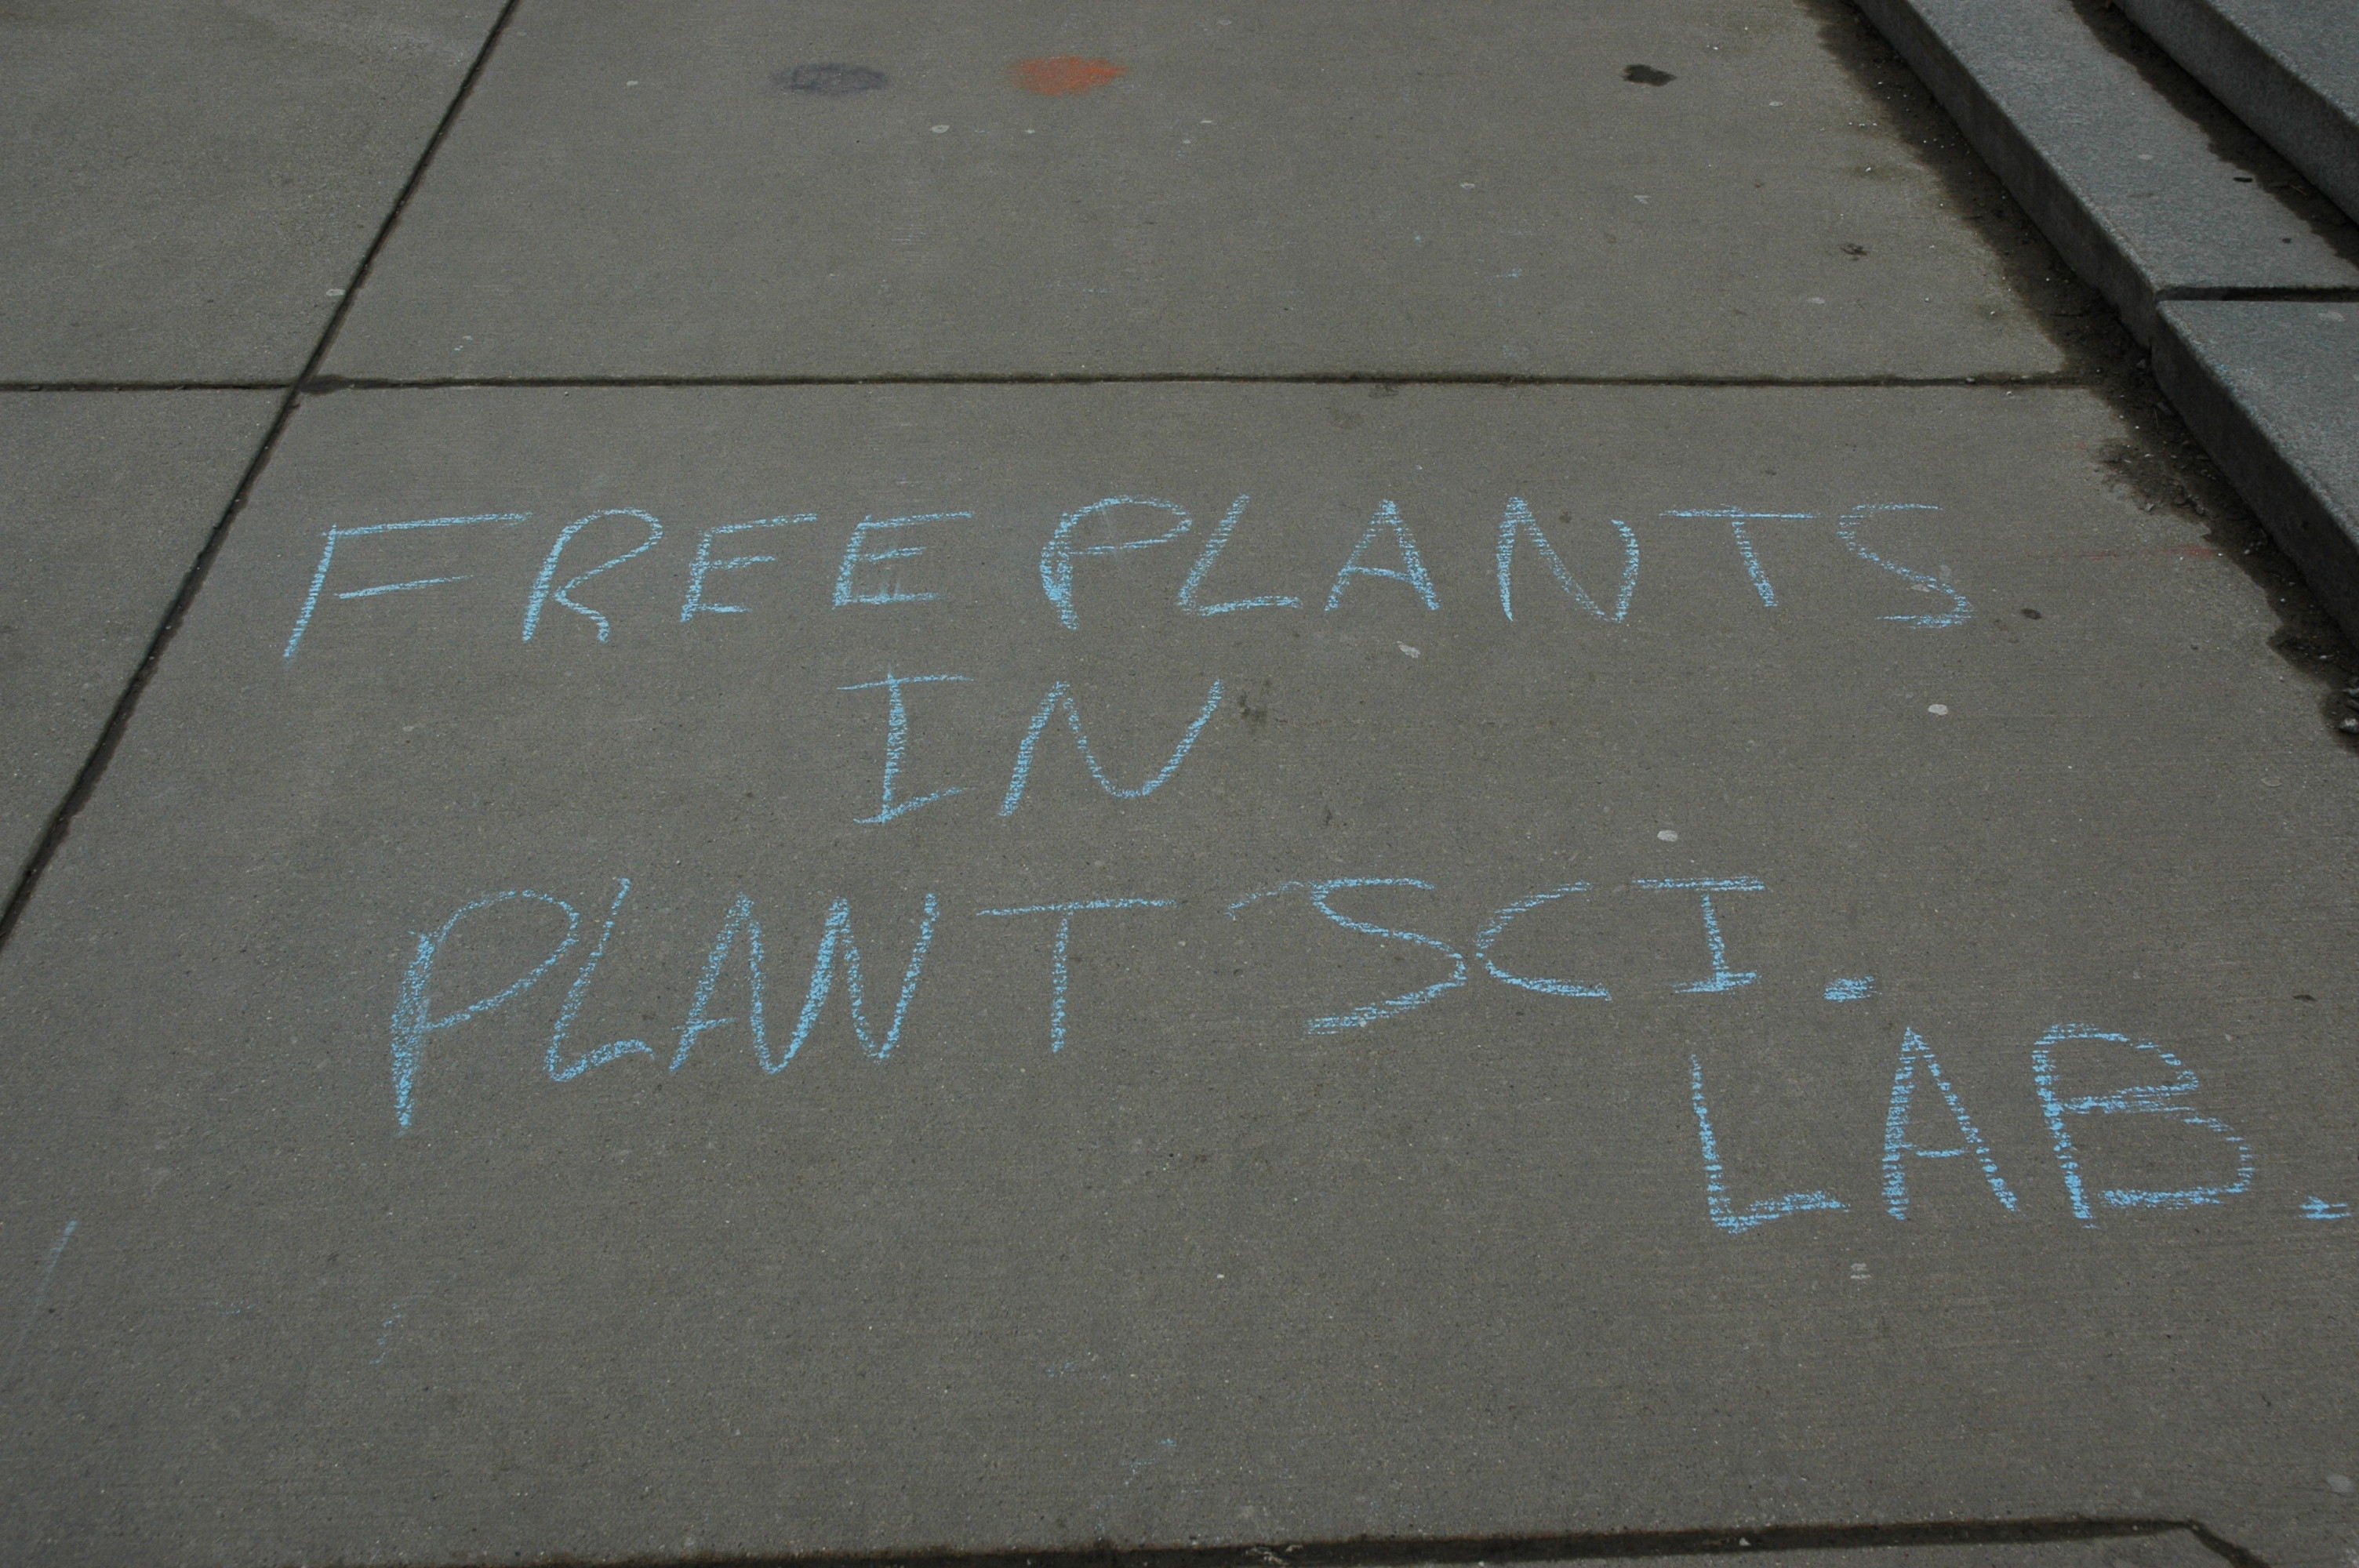 FREE PLANTS
IN
PLANT SCI.
LAB.